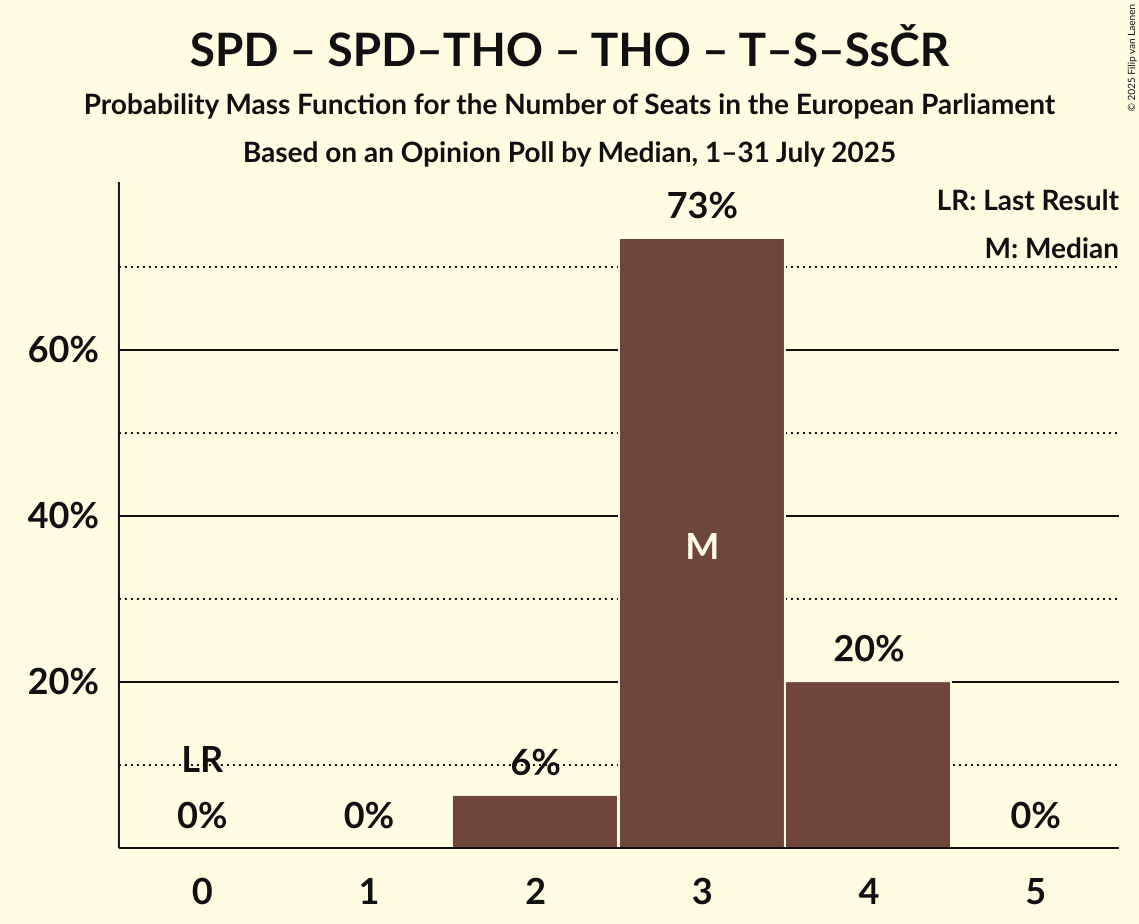 SPD – SPD–THO – THO – T–S–SsČR
Probability Mass Function for the Number of Seats in the European Parliament
Based on an Opinion Poll by Median, 1–31 July 2025
© 2025 Filip van Laenen
LR: Last Result
M: Median
73%
60%
40%
M
20%
20%
LR
6%
0%
0%
0%
0
1
2
3
4
5